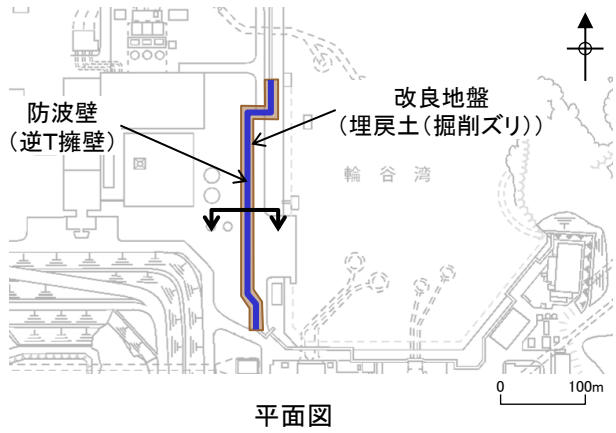 防波壁
（逆T擁壁）
改良地盤
（埋戻土（掘削ズリ））
輪谷湾
0 100m
平面図